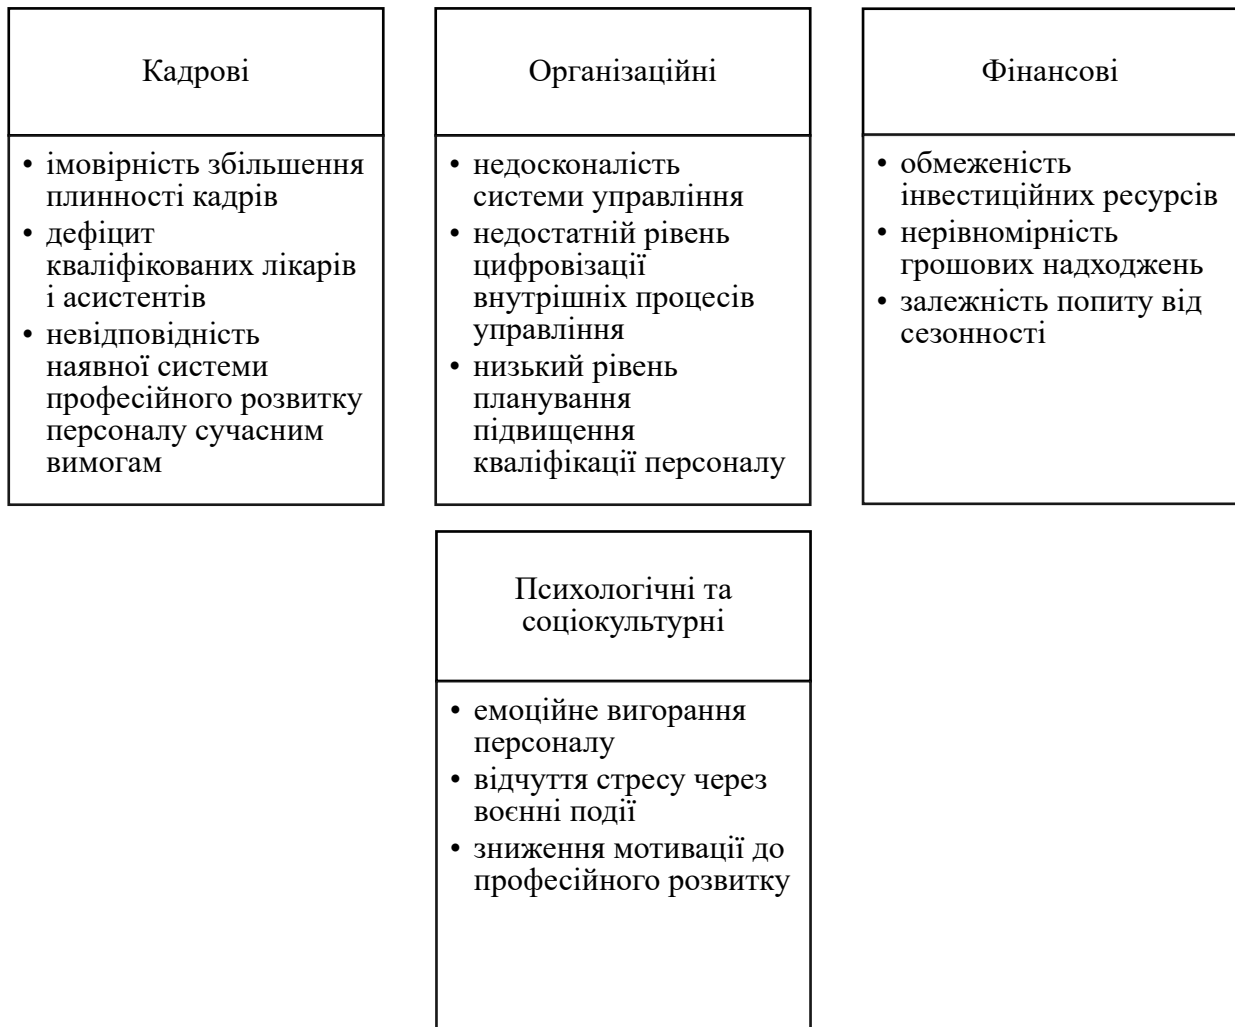 Кадрові
• імовірність збільшення
плинності кадрів
• дефіцит
кваліфікованих лікарів
і асистентів
• невідповідність
наявної системи
професійного розвитку
персоналу сучасним
вимогам
Організаційні
• недосконалість
системи управління
• недостатній рівень
цифровізації
внутрішніх процесів
управління
• низький рівень
планування
підвищення
кваліфікації персоналу
Фінансові
• обмеженість
інвестиційних ресурсів
• нерівномірність
грошових надходжень
• залежність попиту від
сезонності
Психологічні та
соціокультурні
• емоційне вигорання
персоналу
• відчуття стресу через
воєнні події
• зниження мотивації до
професійного розвитку